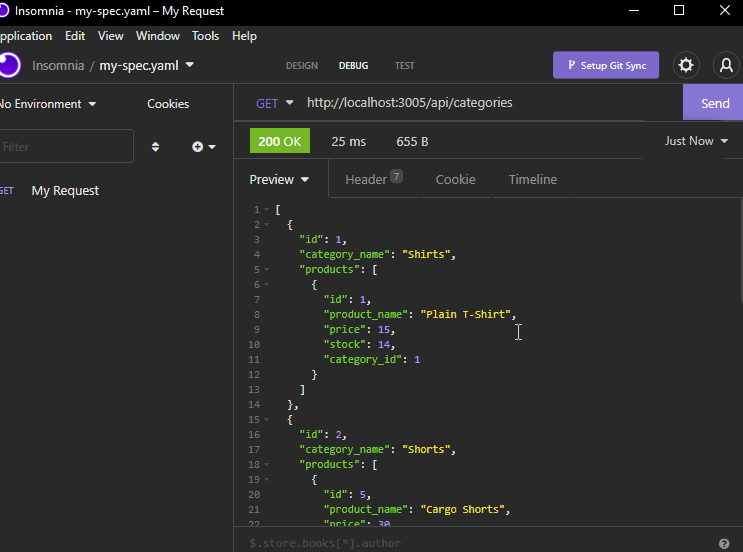 Insomnia - my-spec.yaml – My Request
pplication Edit View Window Tools Help
Insomnia / my-spec.yaml
DESIGN DEBUG TEST
Setup Git Sync
No Environment
Cookies
GET http://localhost:3005/api/categories
Send
Filter
200 OK 25 ms 655 B
Just Now
GET My Request
Preview Header 7 Cookie Timeline
1 [
2 {
3 "id": 1,
4 "category_name": "Shirts",
5 "products": [
6 {
7 "id": 1,
8 "product_name": "Plain T-Shirt",
9 "price": 15,
10 "stock": 14,
11 "category_id": 1
12 }
13 ]
14 },
15 {
16 "id": 2,
17 "category_name": "Shorts",
18 "products": [
19 {
20 "id": 5,
21 "product_name": "Cargo Shorts",
22 "price": 30
$.store.books[*].author